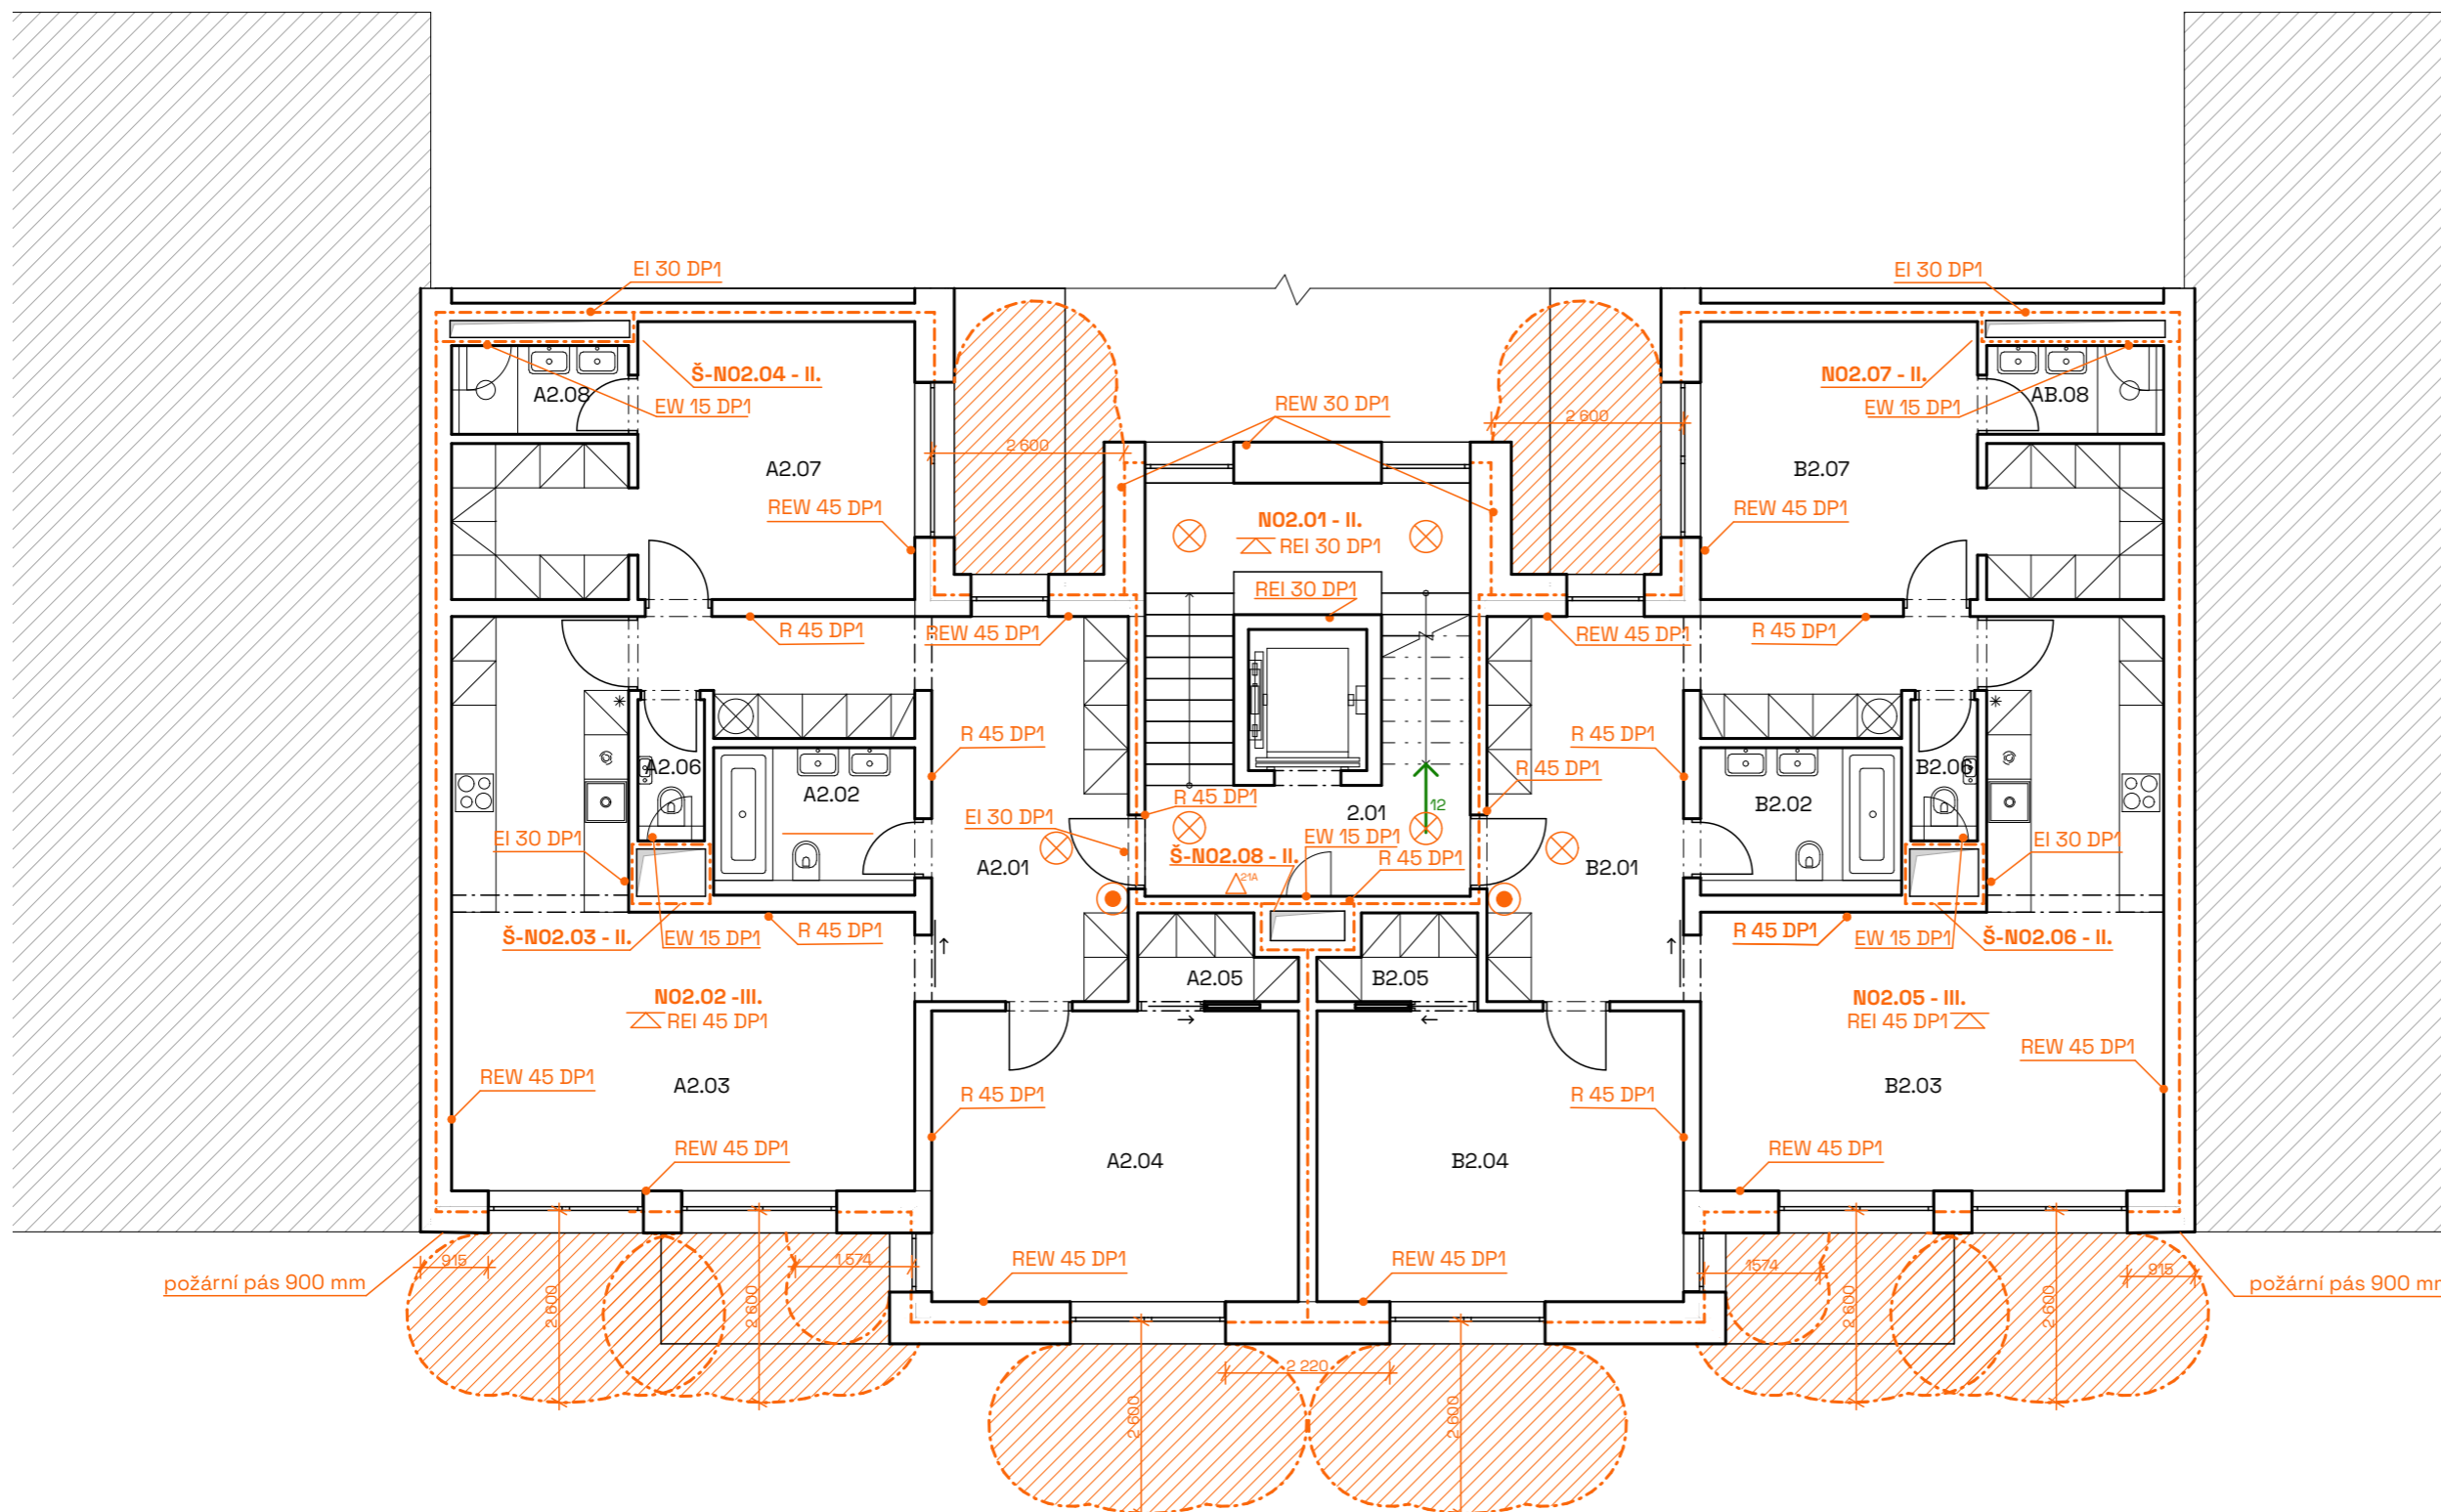 EI 30 DP1
EI 30 DP1
Š-N02.04 - II.
N02.07 - II.
A2.08
EW 15 DP1
REW 30 DP1
2 600
EW 15 DP1
AB.08
2 600
A2.07
B2.07
REW 45 DP1
REW 45 DP1
N02.01 - II.
REI 30 DP1
REI 30 DP1
R 45 DP1
REW 45 DP1
REW 45 DP1
R 45 DP1
R 45 DP1
R 45 DP1
A2.06
A2.02
R 45 DP1
B2.06
B2.02
R 45 DP1
2.01
12
EI 30 DP1
EI 30 DP1
EW 15 DP1
EI 30 DP1
A2.01
Š-N02.08 - II.
R 45 DP1
B2.01
21A
Š-N02.03 - II.
EW 15 DP1
R 45 DP1
R 45 DP1
EW 15 DP1
Š-N02.06 - II.
A2.05
B2.05
N02.02 -III.
REI 45 DP1
N02.05 - III.
REI 45 DP1
REW 45 DP1
A2.03
R 45 DP1
R 45 DP1
B2.03
REW 45 DP1
REW 45 DP1
A2.04
B2.04
REW 45 DP1
požární pás 900 mm
915
2 600
2 600
1 574
REW 45 DP1
REW 45 DP1
1574
2 600
2 600
915
požární pás 900 mm
2 220
2 600
2 600